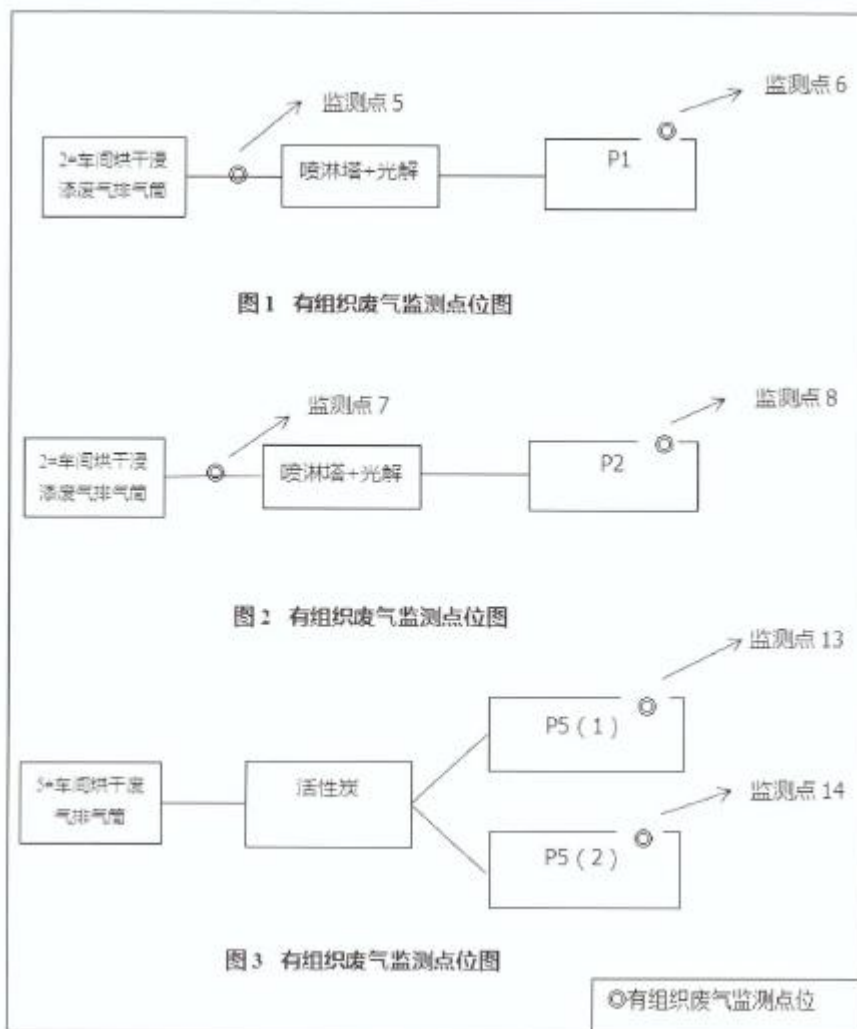 监测点 5
监测点 6
2#车间烘干浸
漆废气排气筒
喷淋塔+光解
P1
图 1 有组织废气监测点位图
监测点 7
监测点 8
2#车间烘干浸
漆废气排气筒
喷淋塔+光解
P2
图 2 有组织废气监测点位图
监测点 13
P5（1）
5#车间烘干废
气排气筒
活性炭
监测点 14
P5（2）
图 3 有组织废气监测点位图
◎有组织废气监测点位